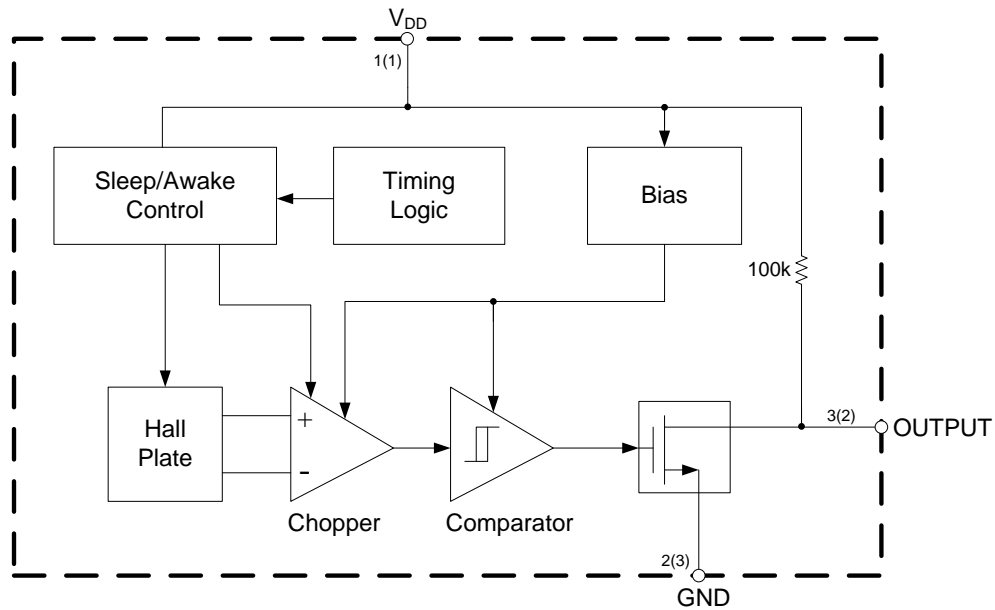 VDD
1(1)
Sleep/Awake
Control
Timing
Logic
Bias
100k
Hall
Plate
+
-
Chopper
Comparator
3(2)
OUTPUT
2(3)
GND